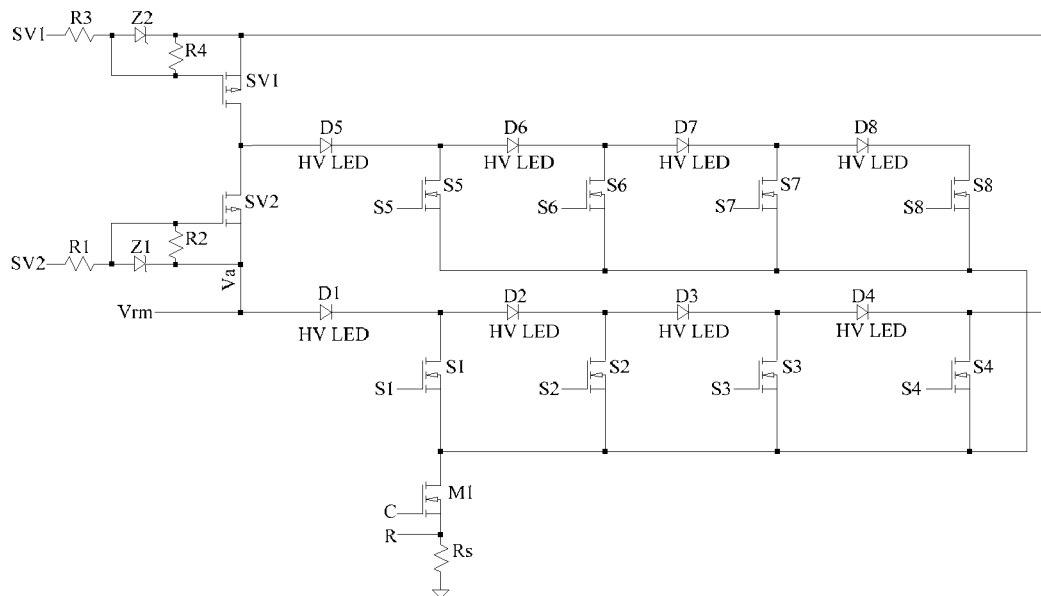 R3
Z2
SV1
R4
SV1
D5
D6
D7
D8
HV LED
HV LED
HV LED
HV LED
S5
S6
S7
S8
SV2
S5
S6
S7
S8
R2
R1
Z1
SV2
Va
D1
D2
D3
D4
Vrm
HV LED
HV LED
HV LED
HV LED
S1
S2
S3
S4
S1
S2
S3
S4
M1
C
R
Rs